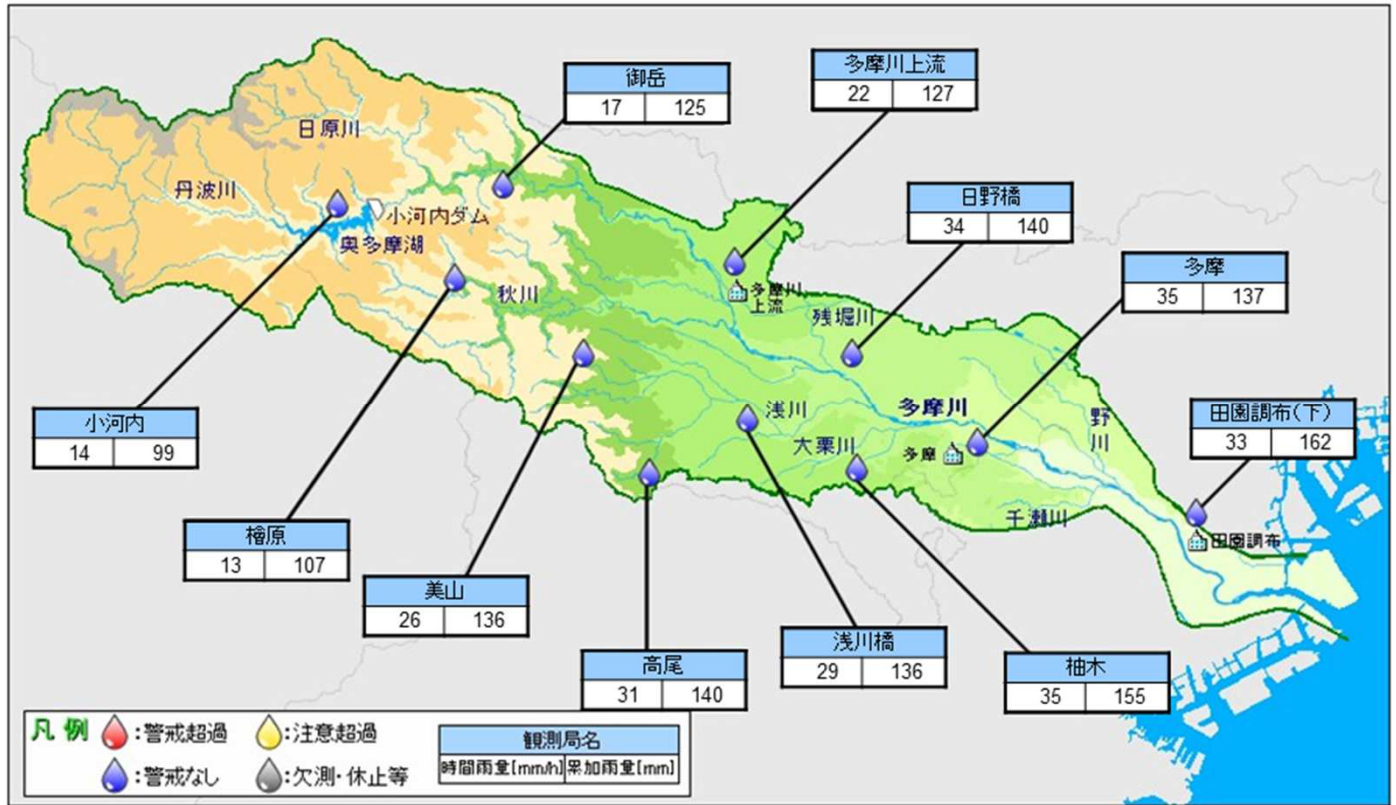 多摩川上流
22 127
御岳
17 125
日原川
丹波川
小河内ダム
奥多摩湖
日野橋
34 140
多摩
35 137
秋川
多摩川
上流
残堀川
田園調布(下)
33 162
小河内
14 99
浅川
多摩川
野川
大栗川
多摩
千瀬川
田園調布
檜原
13 107
美山
26 136
高尾
31 140
浅川橋
29 136
柚木
35 155
凡例
:警戒超過
:注意超過
:警戒なし
:欠測・休止等
観測局名
時間雨量[mm/h] 累加雨量[mm]